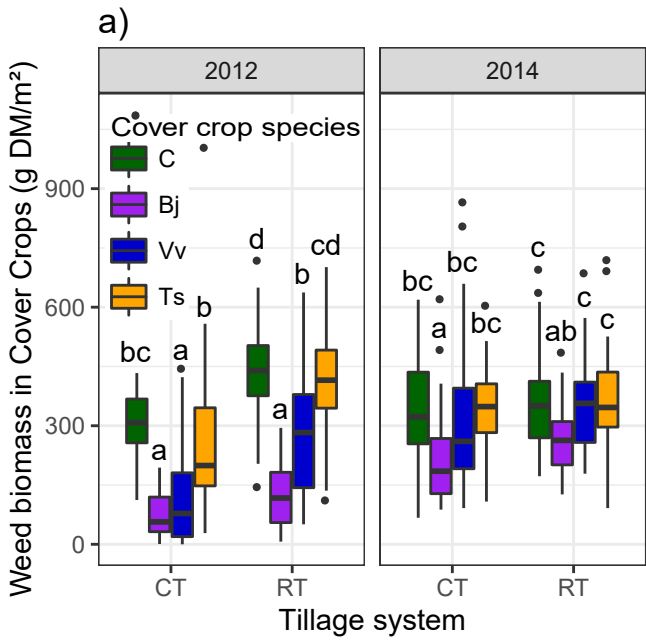 a)
2012
2014
Weed biomass in Cover Crops (g DM/m²)
900
600
300
0
Cover crop species
C
Bj
Vv
Ts
bc
a
a
b
d
a
b
cd
bc
a
bc
bc
c
ab
c
c
CT
RT
CT
RT
Tillage system